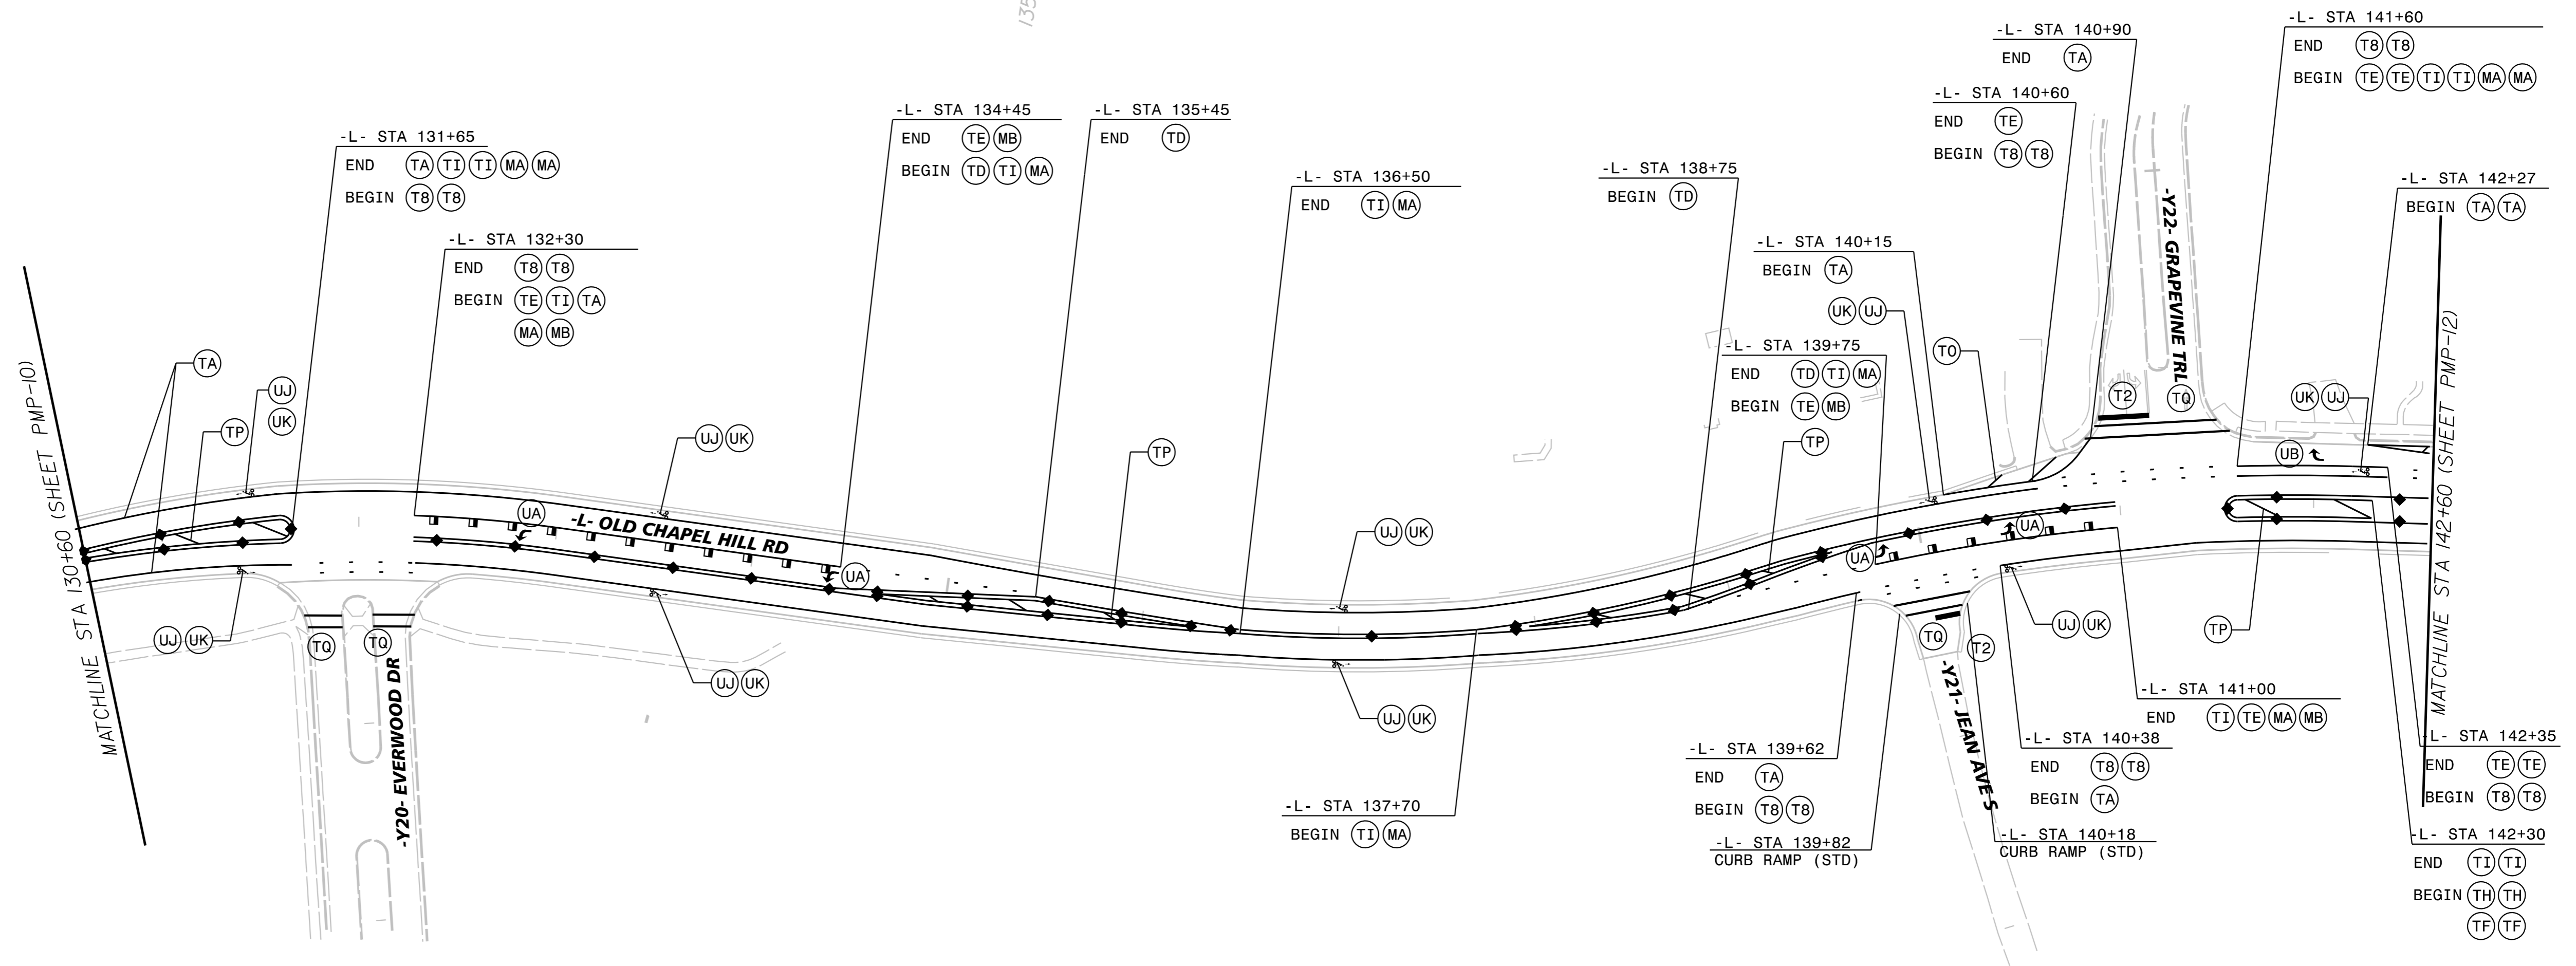 135
-L- STA 131+65
END TA TI TI MA MA
BEGIN T8 T8
-L- STA 132+30
END T8 T8
BEGIN TE TI TA
MA MB
-L- STA 134+45
END TE MB
BEGIN TD TI MA
-L- STA 135+45
END TD
-L- STA 136+50
END TI MA
-L- STA 138+75
BEGIN TD
-L- STA 140+15
BEGIN TA
UK UJ
-L- STA 139+75
END TD TI MA
BEGIN TE MB
TP
-L- STA 140+90
END TA
-L- STA 140+60
END TE
BEGIN T8 T8
TO
-L- STA 141+60
END T8 T8
BEGIN TE TE TI TI MA MA
-L- STA 142+27
BEGIN TA TA
-Y22- GRAPEVINE TRL
T2
TQ
UK UJ
UB
MATCHLINE STA 142+60 (SHEET PMP-12)
MATCHLINE STA 130+60 (SHEET PMP-10)
TA
TP
UJ
UK
UJ UK
TQ
TQ
-Y20- EVERWOOD DR
UA
-L- OLD CHAPEL HILL RD
UJ UK
UA
UJ UK
TP
UJ UK
UJ UK
UA
UA
-L- STA 137+70
BEGIN TI MA
-L- STA 139+62
END TA
BEGIN T8 T8
-L- STA 139+82
CURB RAMP (STD)
TQ
T2
-Y21- JEAN AVE S
UJ UK
TP
-L- STA 141+00
END TI TE MA MB
-L- STA 140+38
END T8 T8
BEGIN TA
-L- STA 140+18
CURB RAMP (STD)
-L- STA 142+35
END TE TE
BEGIN T8 T8
-L- STA 142+30
END TI TI
BEGIN TH TH
TF TF